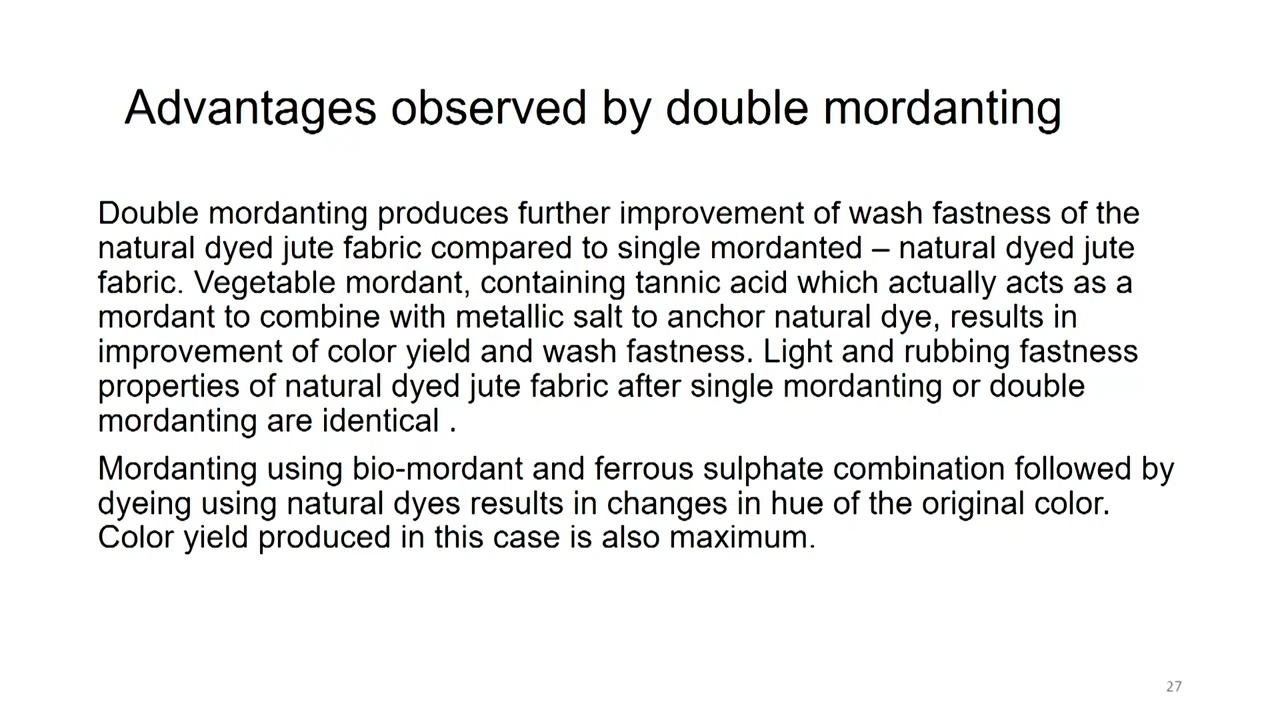 Advantages observed by double mordanting
Double mordanting produces further improvement of wash fastness of the
natural dyed jute fabric compared to single mordanted – natural dyed jute
fabric. Vegetable mordant, containing tannic acid which actually acts as a
mordant to combine with metallic salt to anchor natural dye, results in
improvement of color yield and wash fastness. Light and rubbing fastness
properties of natural dyed jute fabric after single mordanting or double
mordanting are identical .
Mordanting using bio-mordant and ferrous sulphate combination followed by
dyeing using natural dyes results in changes in hue of the original color.
Color yield produced in this case is also maximum.
27